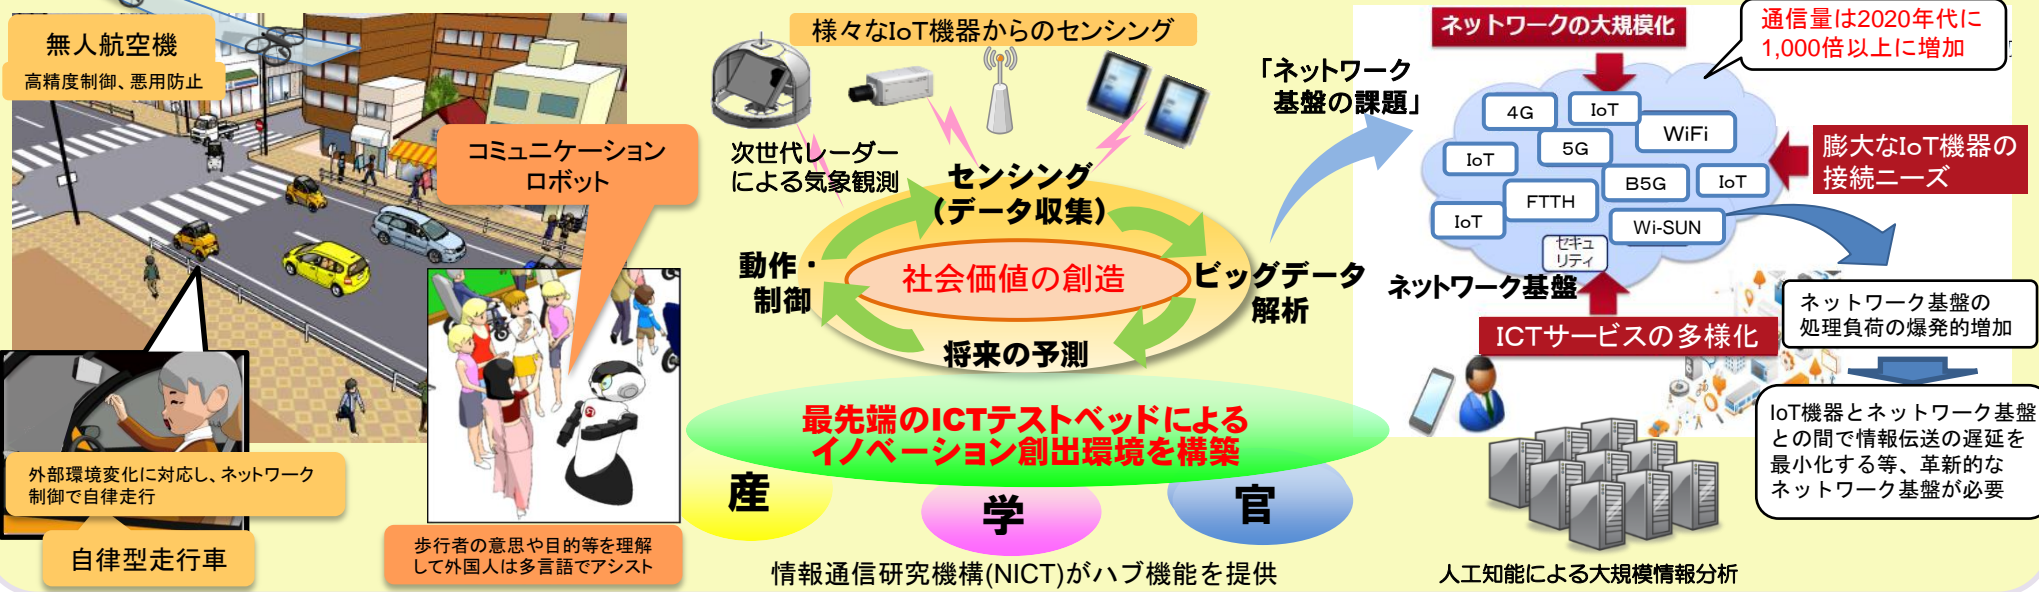 無人航空機
高精度制御、悪用防止
コミュニケーション
ロボット
外部環境変化に対応し、ネットワーク
制御で自律走行
自律型走行車
歩行者の意思や目的等を理解
して外国人は多言語でアシスト
様々なIoT機器からのセンシング
次世代レーダー
による気象観測
センシング
(データ収集)
動作・
制御
社会価値の創造
ビッグデータ
解析
将来の予測
最先端のICTテストベッドによる
イノベーション創出環境を構築
産
学
官
情報通信研究機構(NICT)がハブ機能を提供
「ネットワーク
基盤の課題」
ネットワークの大規模化
通信量は2020年代に
1,000倍以上に増加
4G
IoT
WiFi
5G
IoT
B5G
IoT
FTTH
IoT
Wi-SUN
セキュ
リティ
膨大なIoT機器の
接続ニーズ
ネットワーク基盤
ICTサービスの多様化
ネットワーク基盤の
処理負荷の爆発的増加
IoT機器とネットワーク基盤
との間で情報伝送の遅延を
最小化する等、革新的な
ネットワーク基盤が必要
人工知能による大規模情報分析